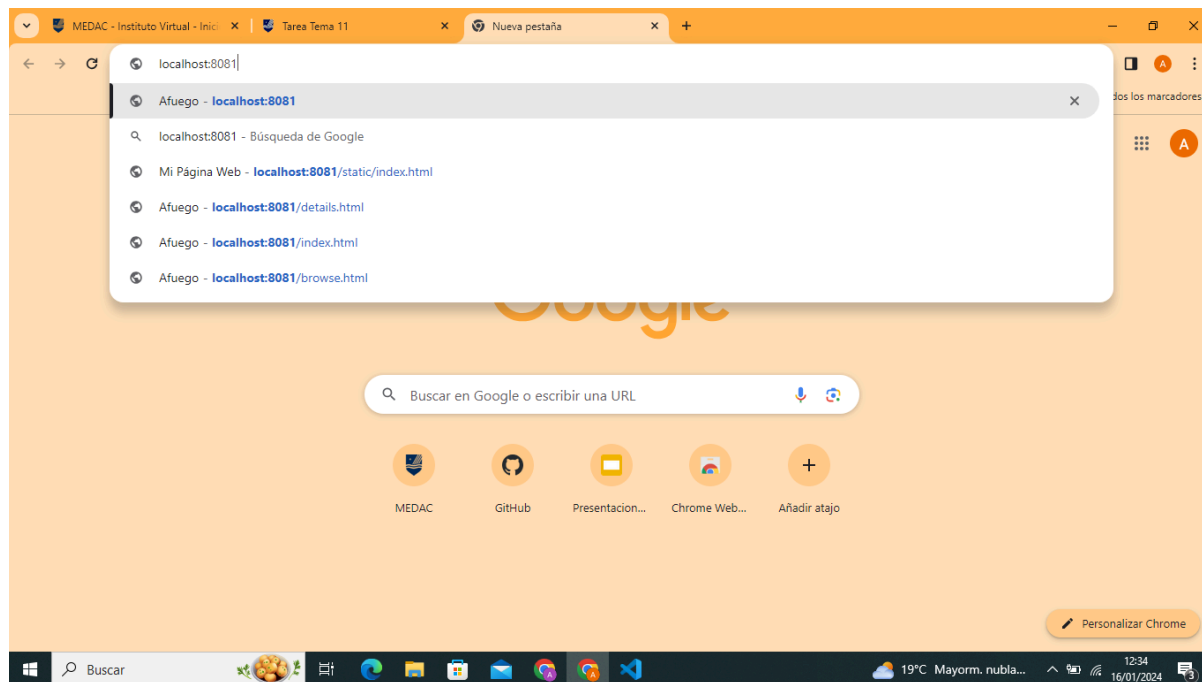 MEDAC - Instituto Virtual - Inici
Tarea Tema 11
Nueva pestaña
localhost:8081
dos los marcadores
Afuego - localhost:8081
localhost:8081 - Búsqueda de Google
Mi Página Web - localhost:8081/static/index.html
Afuego - localhost:8081/details.html
Afuego - localhost:8081/index.html
Afuego - localhost:8081/browse.html
A
A
Google
Buscar en Google o escribir una URL
MEDAC
GitHub
Presentacion...
Chrome Web...
Añadir atajo
Personalizar Chrome
Buscar
19°C Mayorm. nubla...
12:34
16/01/2024
3